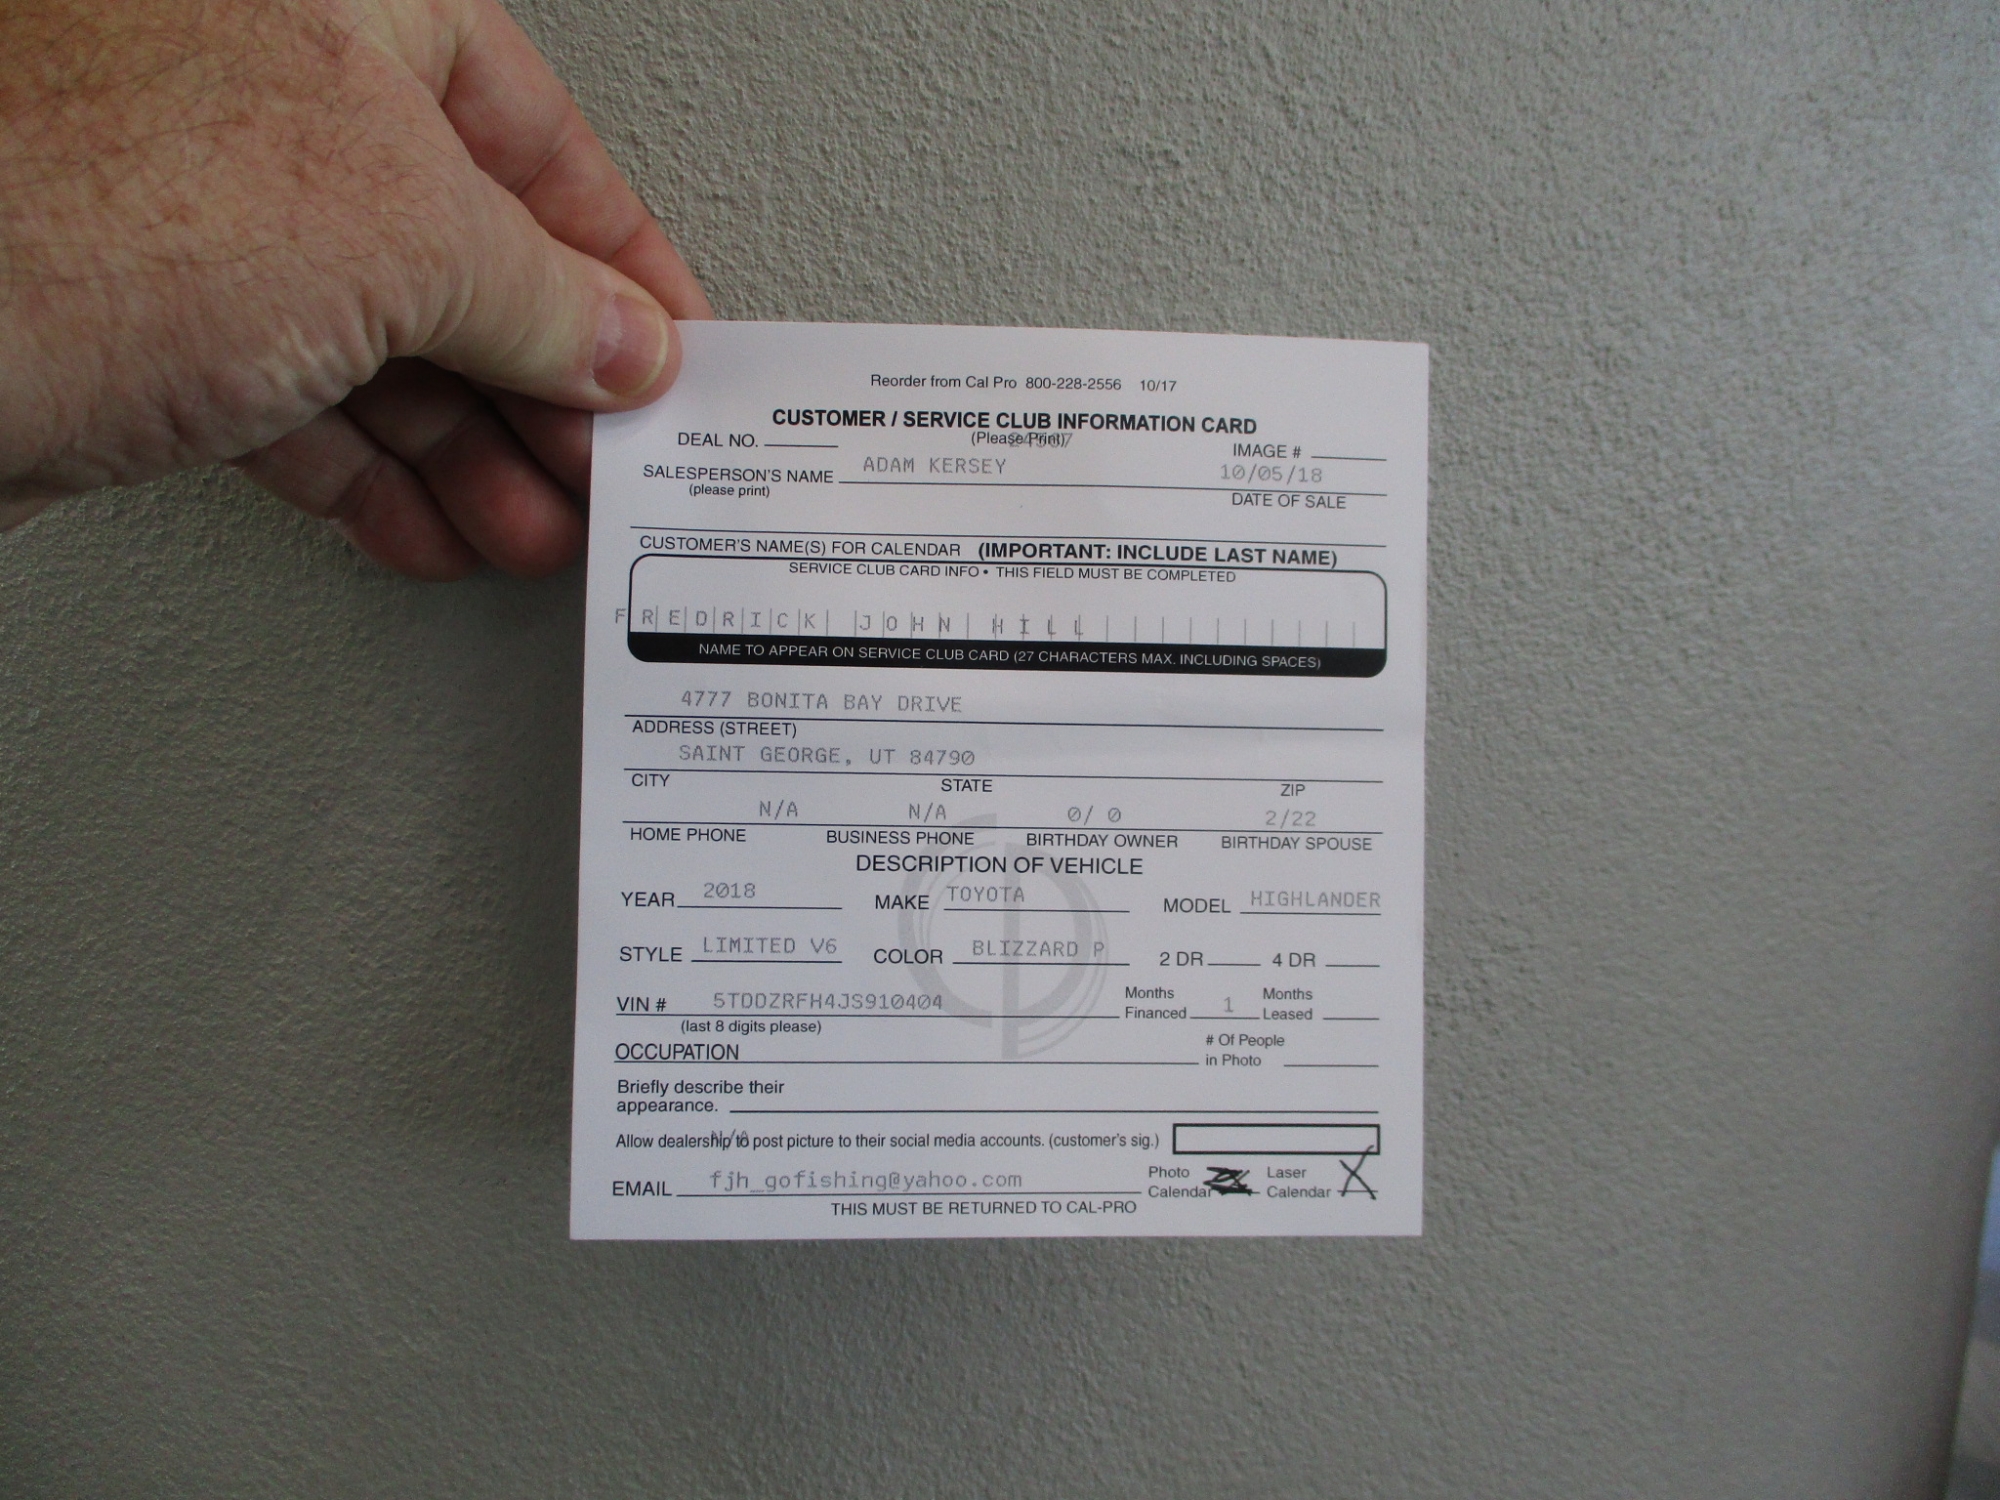 Reorder from Cal Pro 800-228-2556 10/17
CUSTOMER / SERVICE CLUB INFORMATION CARD
DEAL NO. (Please Print) IMAGE #
SALESPERSON'S NAME ADAM KERSEY 10/05/18
(please print) DATE OF SALE
CUSTOMER'S NAME(S) FOR CALENDAR (IMPORTANT: INCLUDE LAST NAME)
SERVICE CLUB CARD INFO • THIS FIELD MUST BE COMPLETED
FREDRICK JOHN HILL
NAME TO APPEAR ON SERVICE CLUB CARD (27 CHARACTERS MAX. INCLUDING SPACES)
4777 BONITA BAY DRIVE
ADDRESS (STREET)
SAINT GEORGE, UT 84790
CITY STATE ZIP
N/A N/A 0/ 0 2/22
HOME PHONE BUSINESS PHONE BIRTHDAY OWNER BIRTHDAY SPOUSE
DESCRIPTION OF VEHICLE
YEAR 2018 MAKE TOYOTA MODEL HIGHLANDER
STYLE LIMITED V6 COLOR BLIZZARD P 2 DR 4 DR
VIN # 5TDDZRFH4JS910404 Months Financed 1 Months Leased
(last 8 digits please)
OCCUPATION # Of People in Photo
Briefly describe their
appearance.
N/A
Allow dealership to post picture to their social media accounts. (customer's sig.)
EMAIL fjh_gofishing@yahoo.com Photo Calendar Laser Calendar X
THIS MUST BE RETURNED TO CAL-PRO